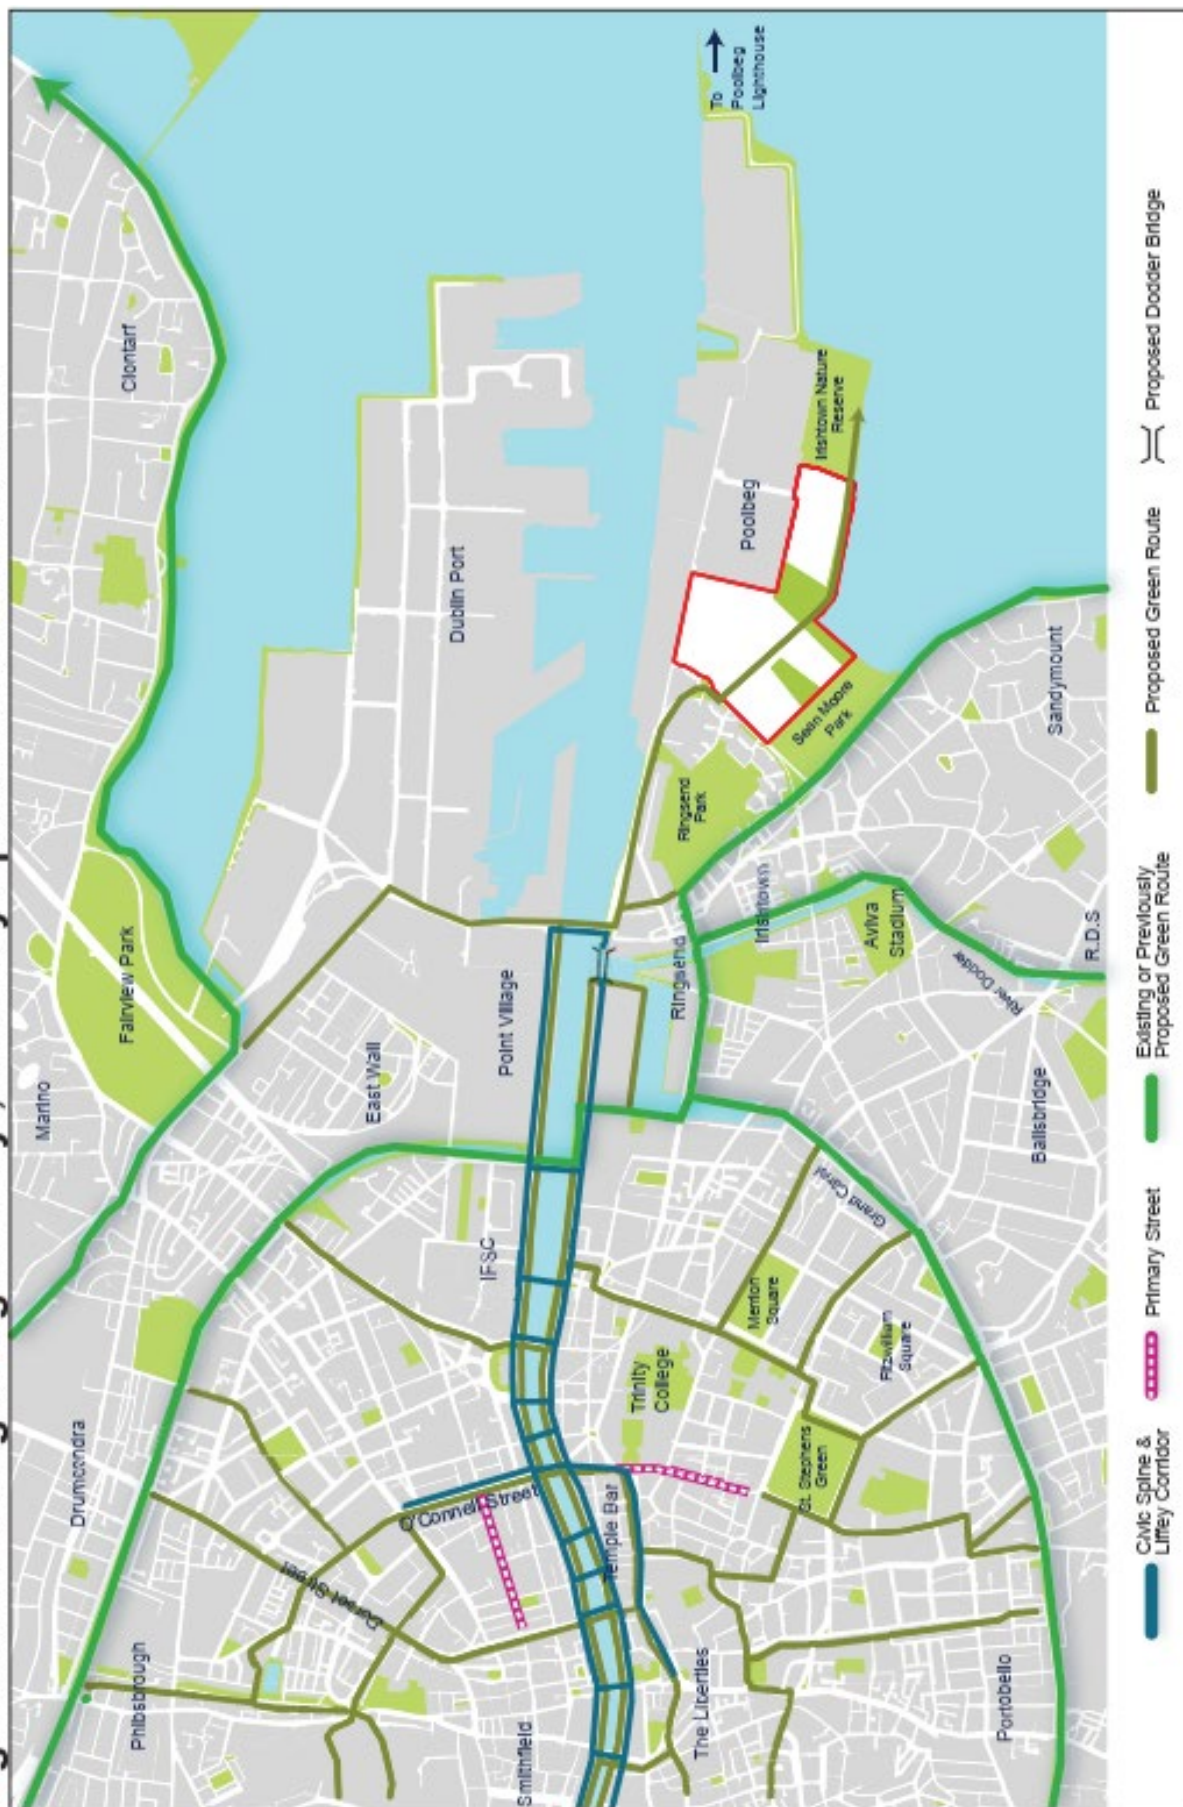 Marino
Fairview Park
Clontarf
Drumcondra
Phibsbrough
Dorset Street
O'Connell Street
Smithfield
IFSC
East Wall
Point Village
Dublin Port
To
Poolbeg
Lighthouse
Poolbeg
Irishtown Nature
Reserve
Sean Moore
Park
Ringsend
Park
Ringsend
Irishtown
Aviva
Stadium
River Dodder
R.D.S
Sandymount
Ballsbridge
Grand Canal
Merrion
Square
Fitzwilliam
Square
Trinity
College
St. Stephens
Green
Temple Bar
The Liberties
Portobello
Civic Spine &
Liffey Corridor
Primary Street
Existing or Previously
Proposed Green Route
Proposed Green Route
Proposed Dodder Bridge